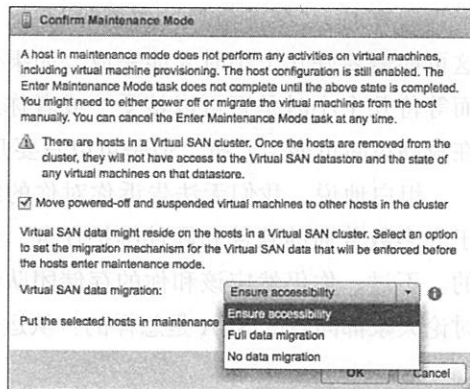 Confirm Maintenance Mode
A host in maintenance mode does not perform any activities on virtual machines,
including virtual machine provisioning. The host configuration is still enabled. The
Enter Maintenance Mode task does not complete until the above state is completed.
You might need to either power off or migrate the virtual machines from the host
manually. You can cancel the Enter Maintenance Mode task at any time.
There are hosts in a Virtual SAN cluster. Once the hosts are removed from the
cluster, they will not have access to the Virtual SAN datastore and the state of
any virtual machines on that datastore.
Move powered-off and suspended virtual machines to other hosts in the cluster
Virtual SAN data might reside on the hosts in a Virtual SAN cluster. Select an option
to set the migration mechanism for the Virtual SAN data that will be enforced before
the hosts enter maintenance mode.
Virtual SAN data migration: Ensure accessibility
Ensure accessibility
Put the selected hosts in maintenance
Full data migration
No data migration
OK Cancel